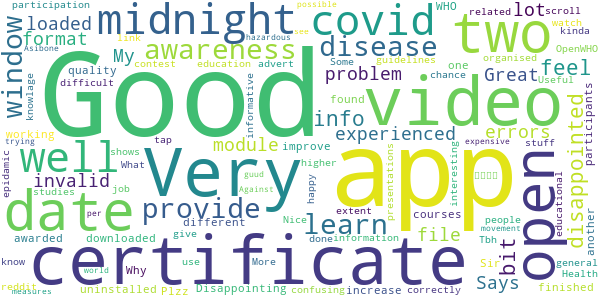 participation possible WHO related lot scroll
midnight covid
loaded awareness two watch kinda
format My link see hazardous disease organised OpenWHO
Asibone contest education advert Some guidelines feel
window quality problem one Great chance Useful
knowlage difficult Good informative found video
info experienced errors
working well module improve shows higher participants
trying tap presentations interesting disappointed stuff expensive
epidamic invalid What Very app open educational
studies job guud happy
date provide extent courses per
awarded downloaded different learn file bit people movement another
Why give Nice done information Tbh general
know uninstalled use More Sir Health
reddit certificate Says finished
measures world Plzz Disappointing confusing increase correctly
Against